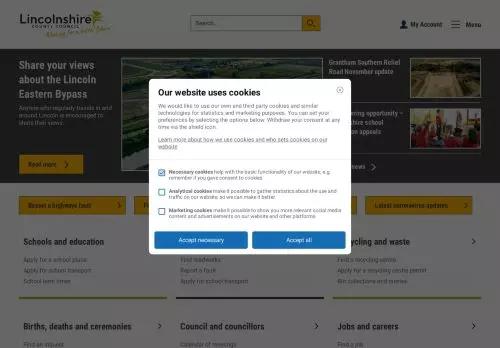 Lincolnshire
COUNTY COUNCIL
Working for a better future
Search...
My Account
Menu
Share your views
about the Lincoln
Eastern Bypass
Anyone who regularly travels in and
around Lincoln is encouraged to
share their views.
Read more
Grantham Southern Relief
Road November update
opportunity –
shire school
on appeals
news
Our website uses cookies
We would like to use our own and third party cookies and similar
technologies for statistics and marketing purposes. You can set your
preferences by selecting the options below. Withdraw your consent at
any time via the shield icon.
Learn more about how we use cookies and who sets cookies on our
website
Necessary cookies help with the basic functionality of our website, e.g.
remember if you gave consent to cookies.
Analytical cookies make it possible to gather statistics about the use and
traffic on our website, so we can make it better.
Marketing cookies make it possible to show you more relevant social media
content and advertisements on our website and other platforms.
Accept necessary
Accept all
Report a highways fault
Latest coronavirus updates
Schools and education
Apply for a school place
Apply for school transport
School term times
Find roadworks
Report a fault
Apply for school transport
cycling and waste
Find a recycling centre
Apply for a recycling centre permit
Bin collections and queries
Births, deaths and ceremonies
Find an registrar
Council and councillors
Calendar of meetings
Jobs and careers
Find a job